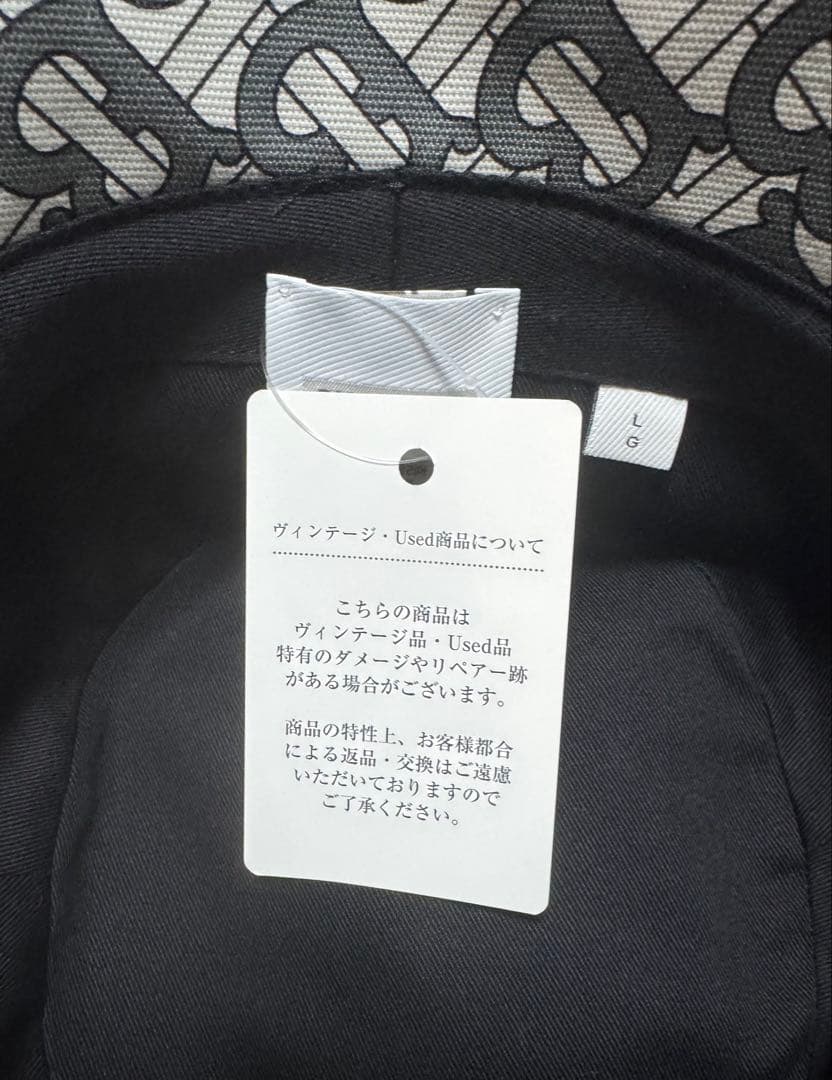 L
G
ヴィンテージ・Used商品について
こちらの商品は
ヴィンテージ品・Used品
特有のダメージやリペアー跡
がある場合がございます。
商品の特性上、お客様都合
による返品・交換はご遠慮
いただいておりますので
ご了承ください。